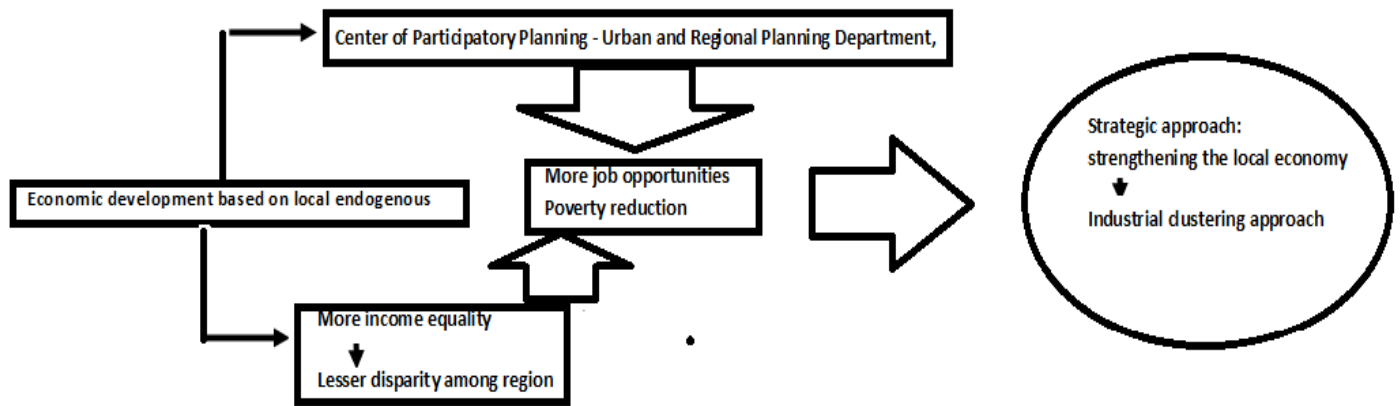 Center of Participatory Planning - Urban and Regional Planning Department,
Strategic approach:
strengthening the local economy
Industrial clustering approach
More job opportunities
Poverty reduction
Economic development based on local endogenous
More income equality
Lesser disparity among region